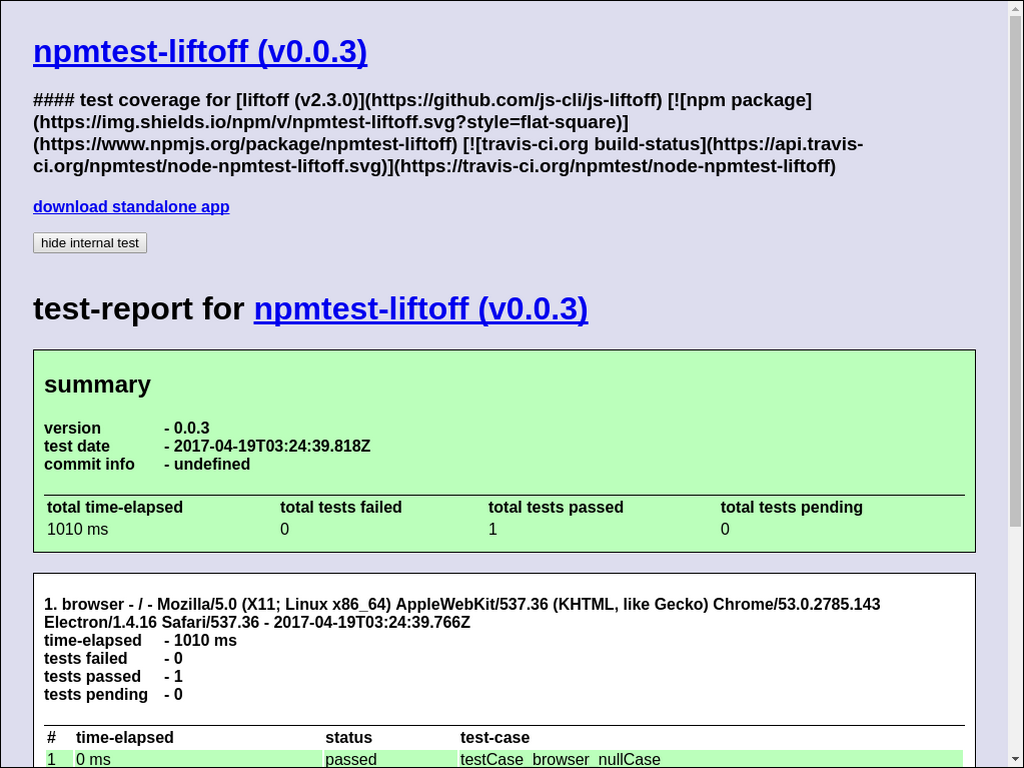 npmtest-liftoff (v0.0.3)
#### test coverage for [liftoff (v2.3.0)](https://github.com/js-cli/js-liftoff) [![npm package]
(https://img.shields.io/npm/v/npmtest-liftoff.svg?style=flat-square)]
(https://www.npmjs.org/package/npmtest-liftoff) [![travis-ci.org build-status](https://api.travis-
ci.org/npmtest/node-npmtest-liftoff.svg)](https://travis-ci.org/npmtest/node-npmtest-liftoff)
download standalone app
hide internal test
test-report for npmtest-liftoff (v0.0.3)
summary
version - 0.0.3
test date - 2017-04-19T03:24:39.818Z
commit info - undefined
total time-elapsed total tests failed total tests passed total tests pending
1010 ms 0 1 0
1. browser - / - Mozilla/5.0 (X11; Linux x86_64) AppleWebKit/537.36 (KHTML, like Gecko) Chrome/53.0.2785.143
Electron/1.4.16 Safari/537.36 - 2017-04-19T03:24:39.766Z
time-elapsed - 1010 ms
tests failed - 0
tests passed - 1
tests pending - 0
# time-elapsed status test-case
1 0 ms passed testCase_browser_nullCase